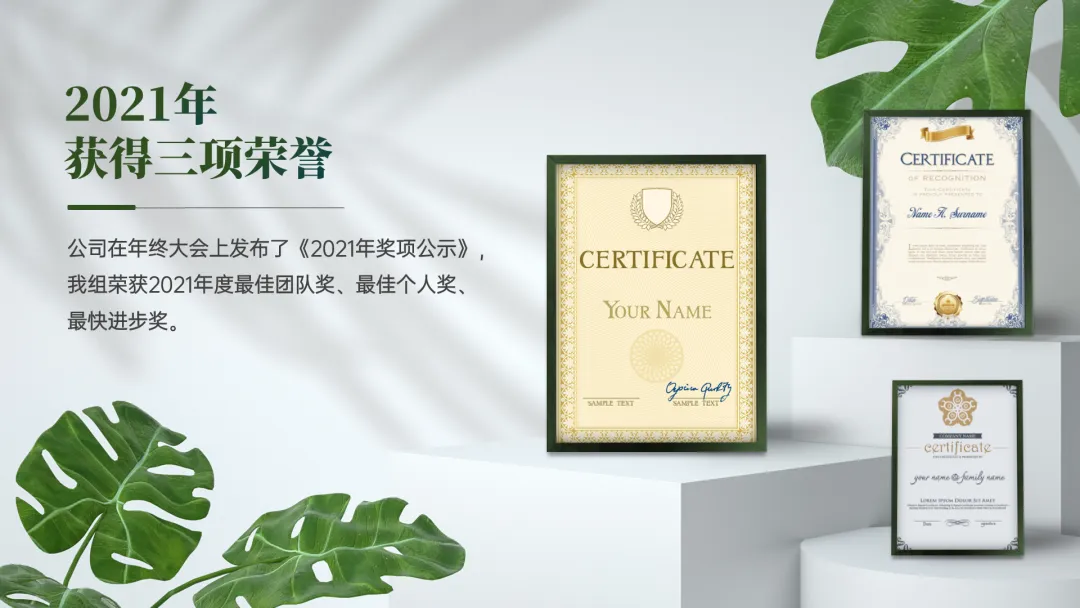 2021年
获得三项荣誉
公司在年终大会上发布了《2021年奖项公示》,
我组荣获2021年度最佳团队奖、最佳个人奖、
最快进步奖。
CERTIFICATE
YOUR NAME
SAMPLE TEXT
SAMPLE TEXT
CERTIFICATE
OF RECOGNITION
Name A. Surname
Date
Signature
COMPANY NAME
certificate
your name & family name
LOREM IPSUM DOLOR SIT AMET